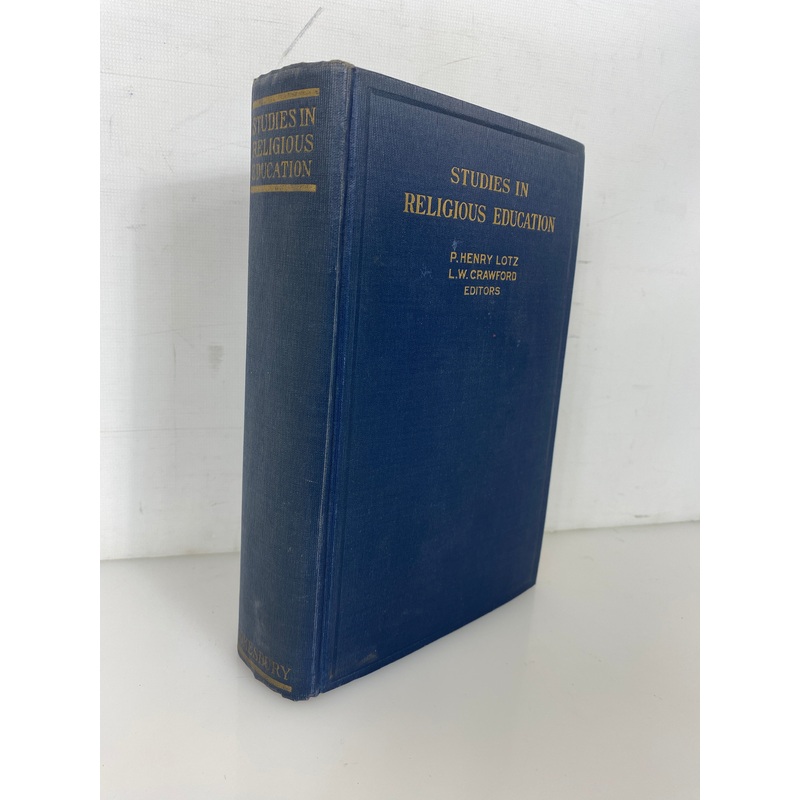 STUDIES IN
RELIGIOUS
EDUCATION
STUDIES IN
RELIGIOUS EDUCATION
P. HENRY LOTZ
L.W. CRAWFORD
EDITORS